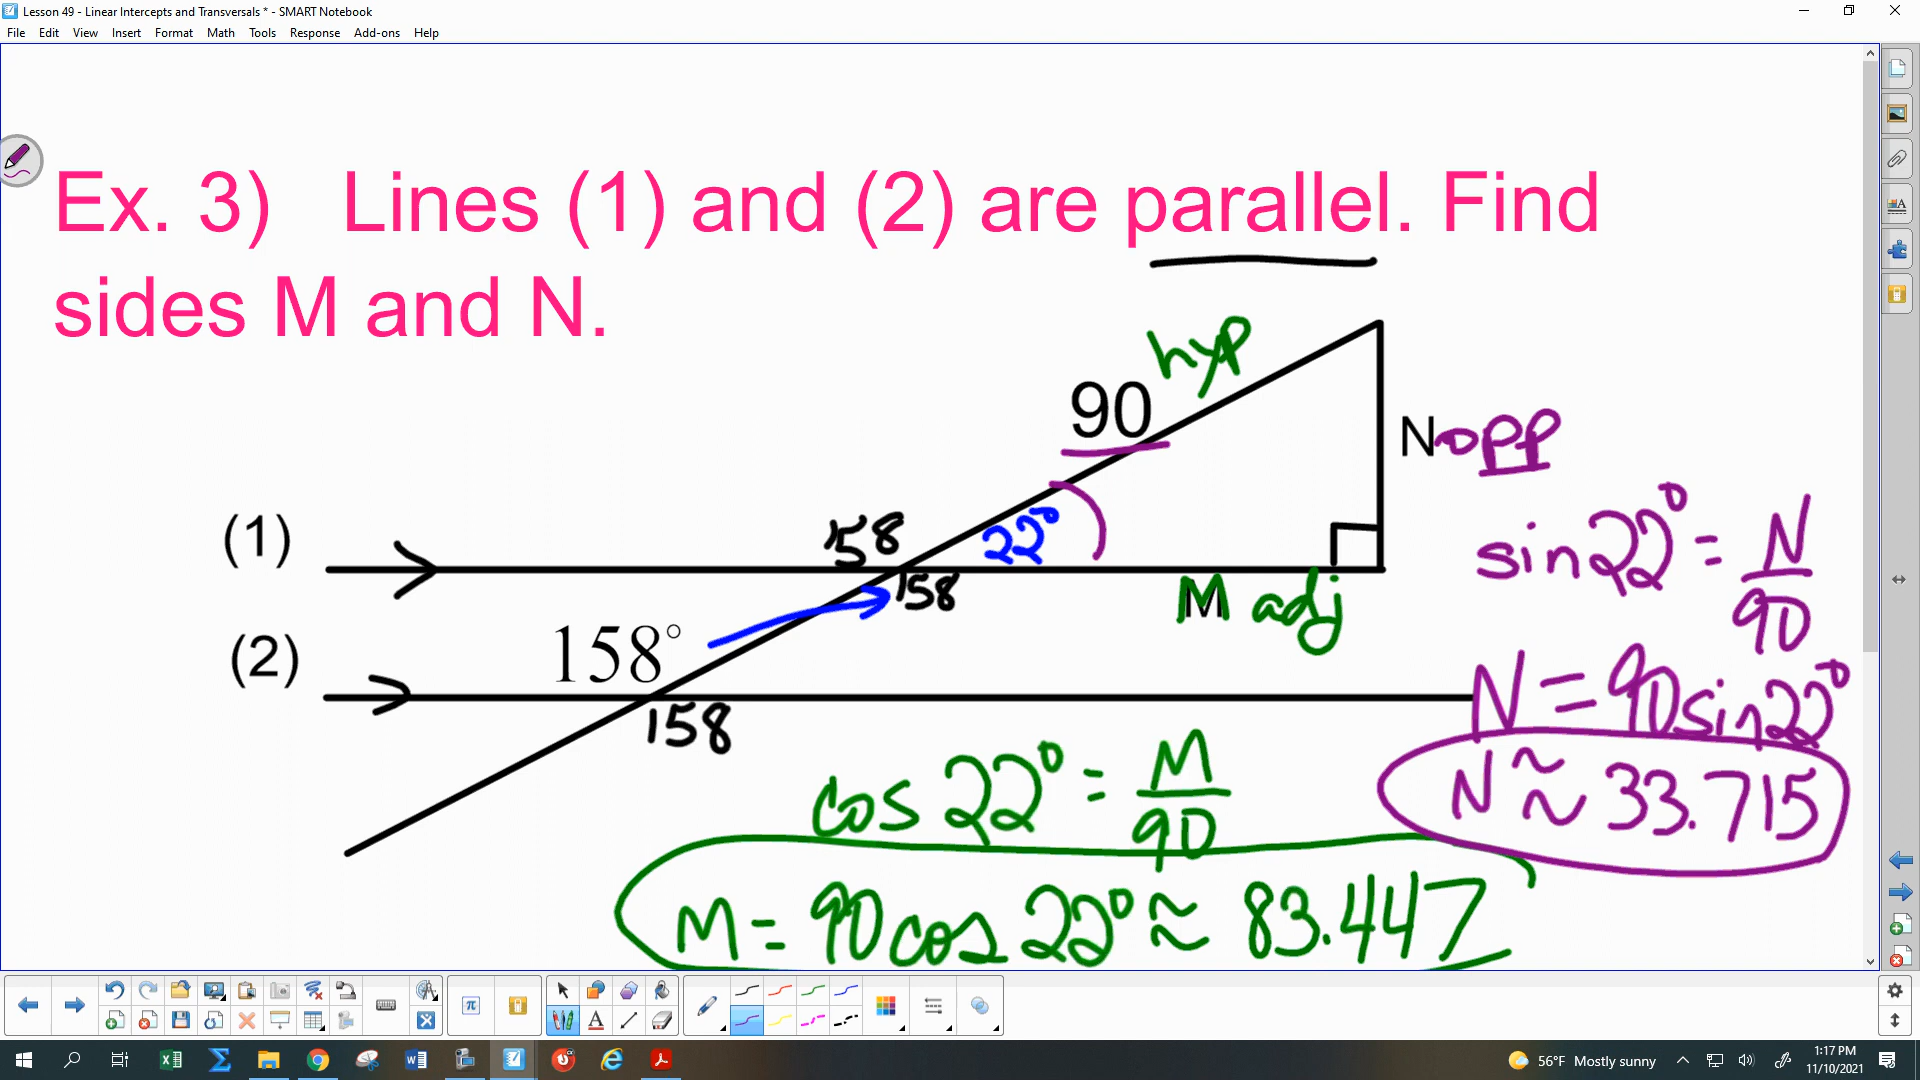 Lesson 49 - Linear Intercepts and Transversals * - SMART Notebook
File Edit View Insert Format Math Tools Response Add-ons Help
Ex. 3) Lines (1) and (2) are parallel. Find
sides M and N.
hyp
90
N opp
(1)
158
22°
158
M adj
sin 22° = N/90
(2)
158°
158
N = 90 sin 22°
N ≈ 33.715
cos 22° = M/90
M = 90 cos 22° ≈ 83.447
56°F Mostly sunny
1:17 PM
11/10/2021